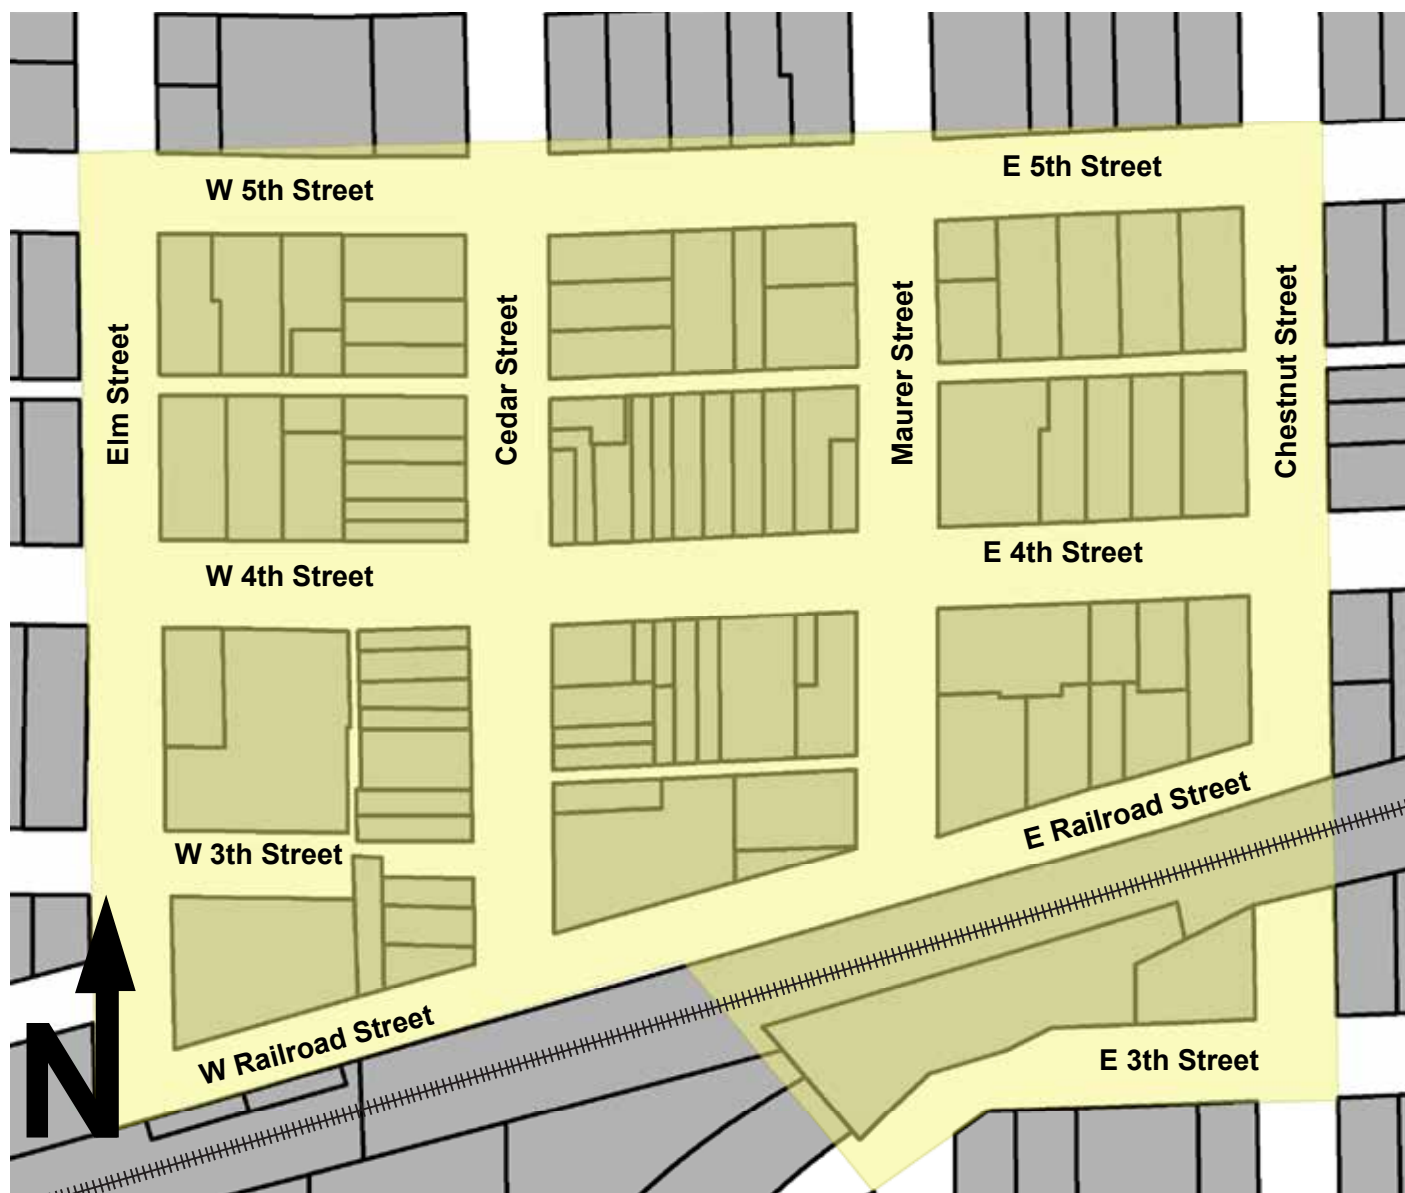 W 5th Street
E 5th Street
Elm Street
Cedar Street
Maurer Street
Chestnut Street
W 4th Street
E 4th Street
W 3th Street
E Railroad Street
W Railroad Street
E 3th Street
N